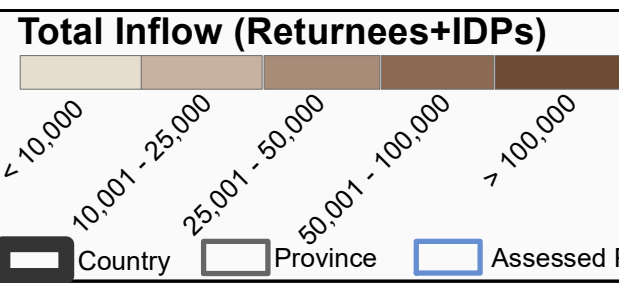 Total Inflow (Returnees+IDPs)
< 10,000
10,001 - 25,000
25,001 - 50,000
50,001 - 100,000
> 100,000
Country
Province
Assessed